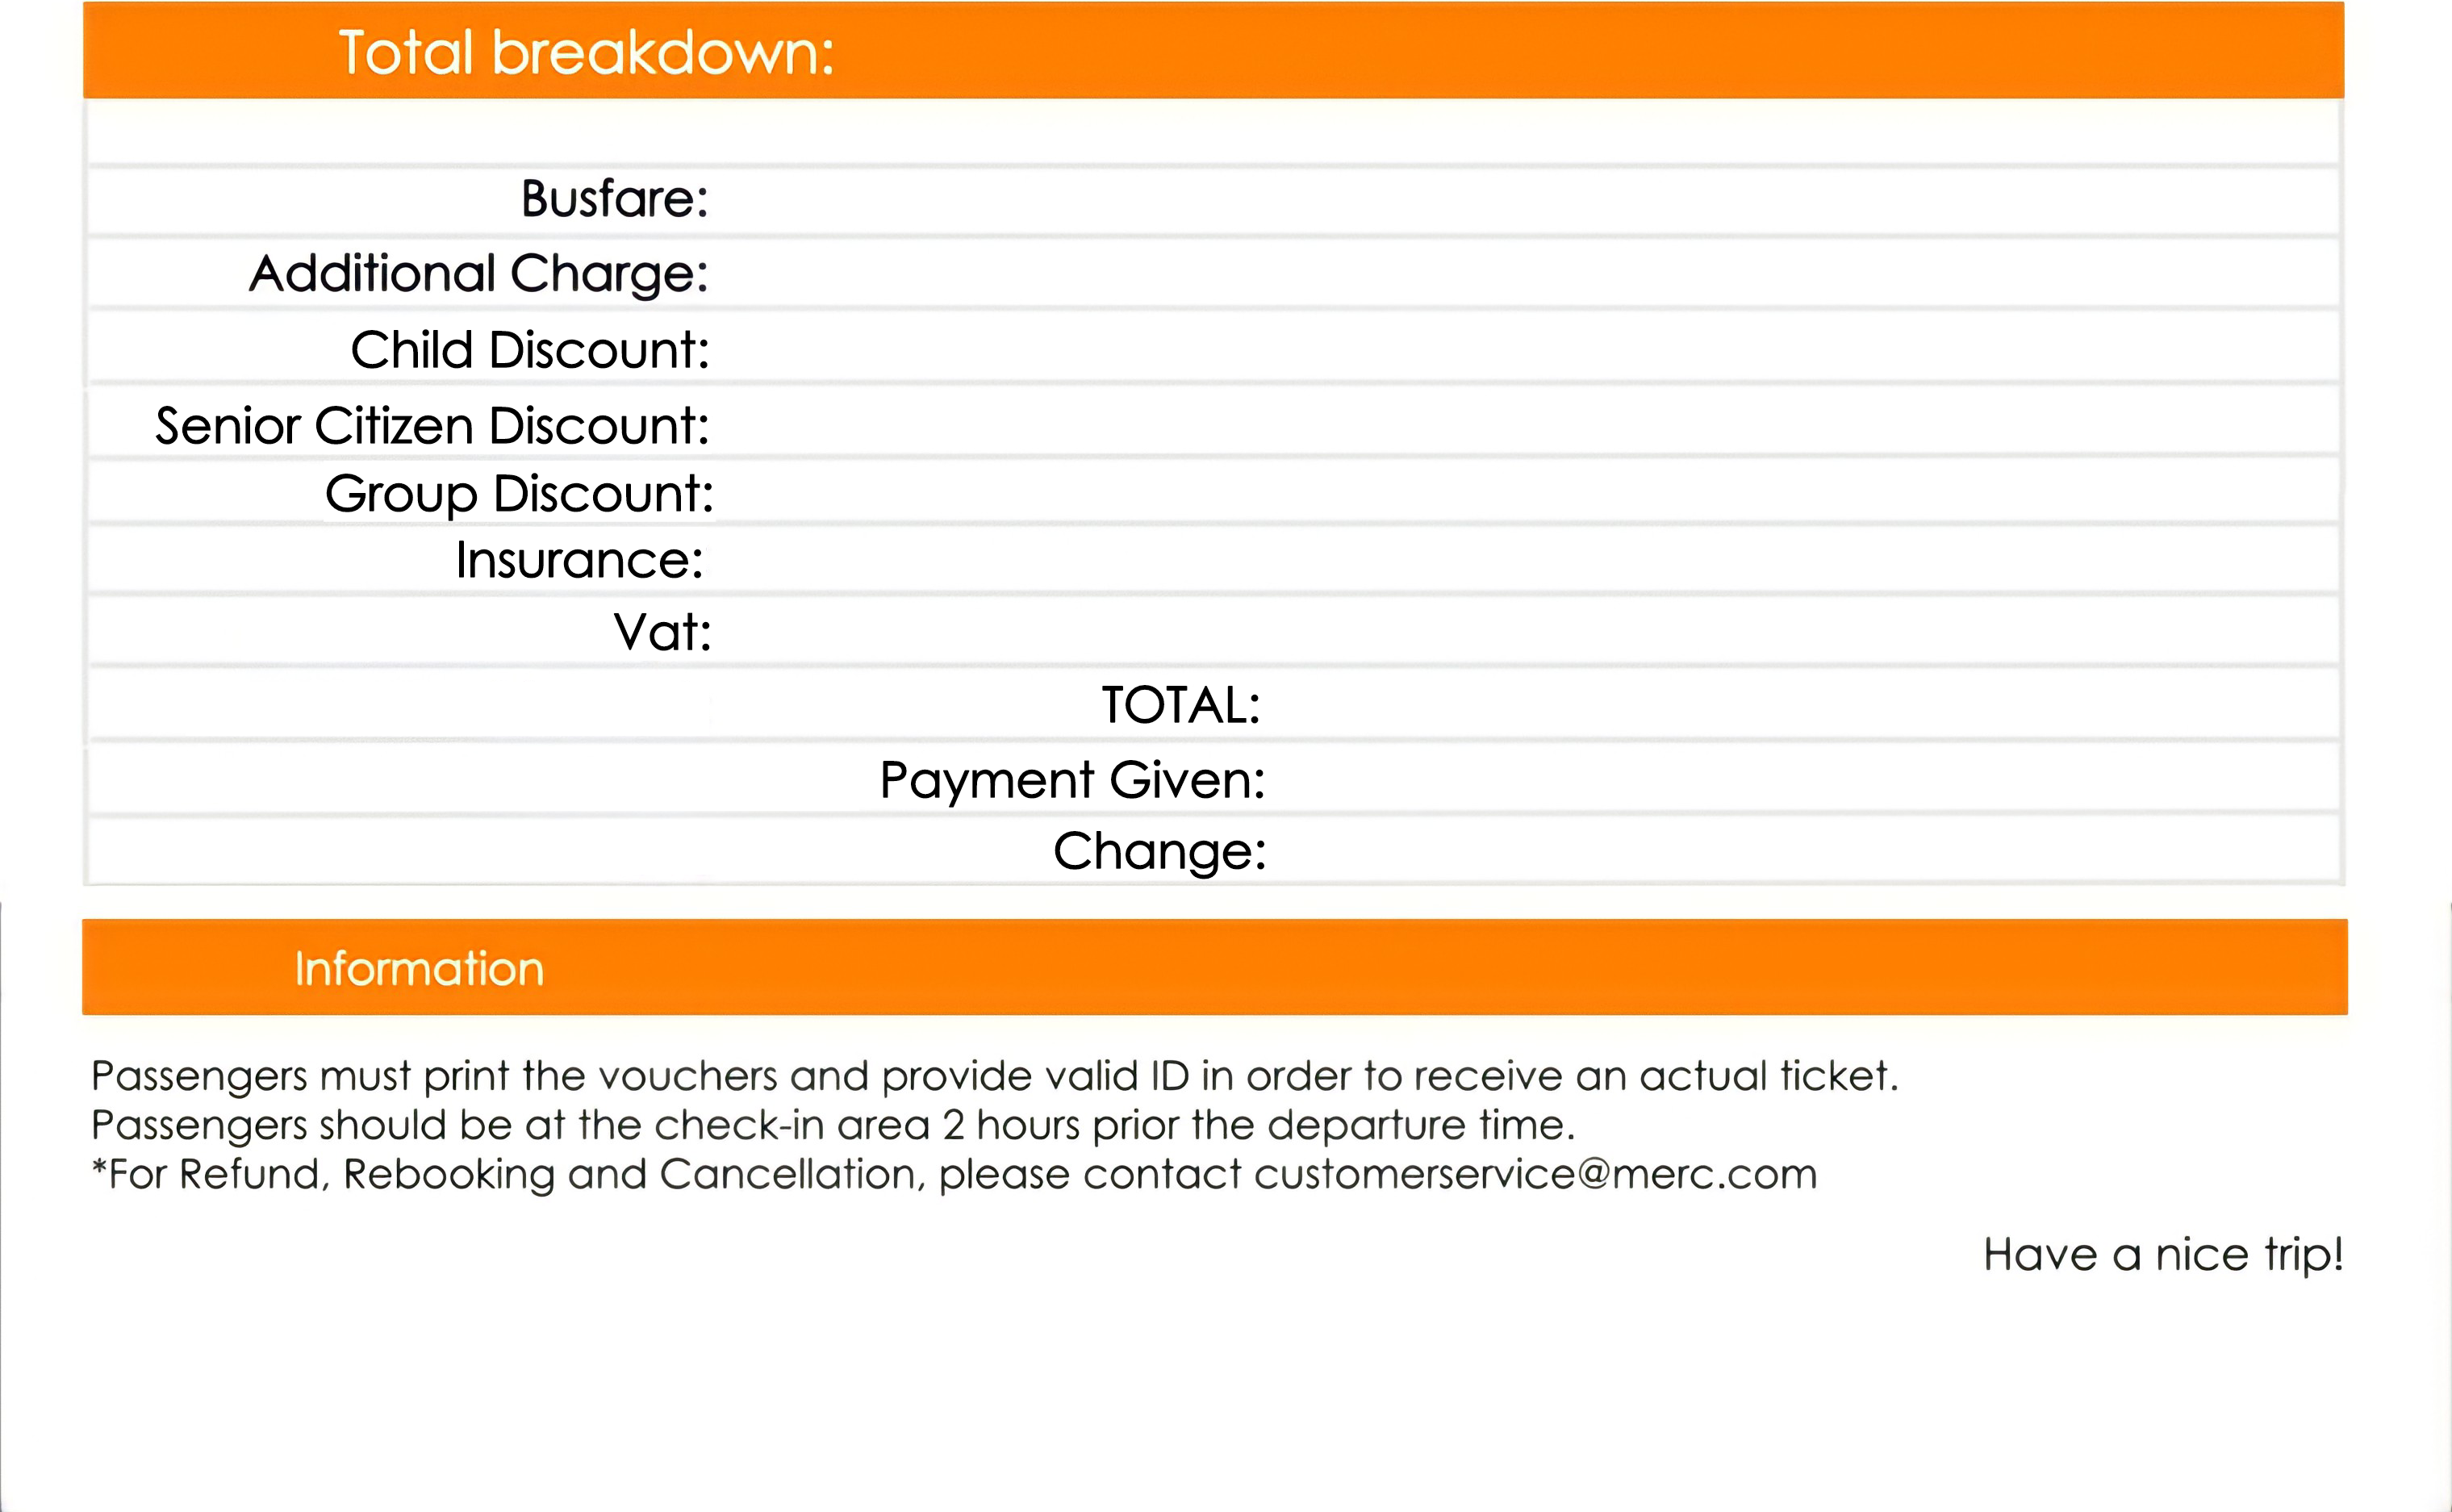 Total breakdown:
Busfare:
Additional Charge:
Child Discount:
Senior Citizen Discount:
Group Discount:
Insurance:
Vat:
TOTAL:
Payment Given:
Change:
Information
Passengers must print the vouchers and provide valid ID in order to receive an actual ticket.
Passengers should be at the check-in area 2 hours prior the departure time.
*For Refund, Rebooking and Cancellation, please contact customerservice@merc.com
Have a nice trip!